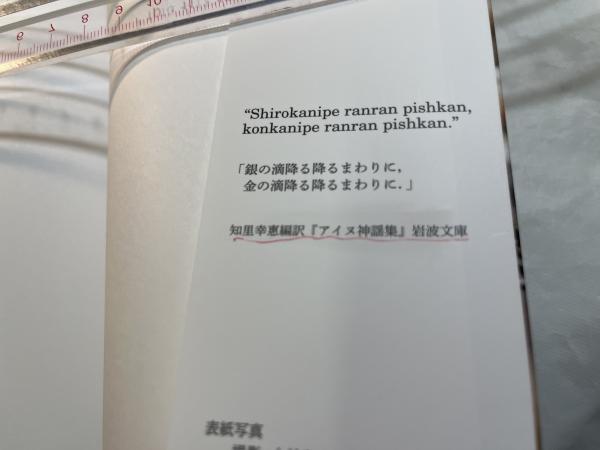 “Shirokanipe ranran pishkan,
konkanipe ranran pishkan.”
「銀の滴降る降るまわりに，
金の滴降る降るまわりに．」
知里幸惠編訳『アイヌ神謡集』岩波文庫
表紙写真